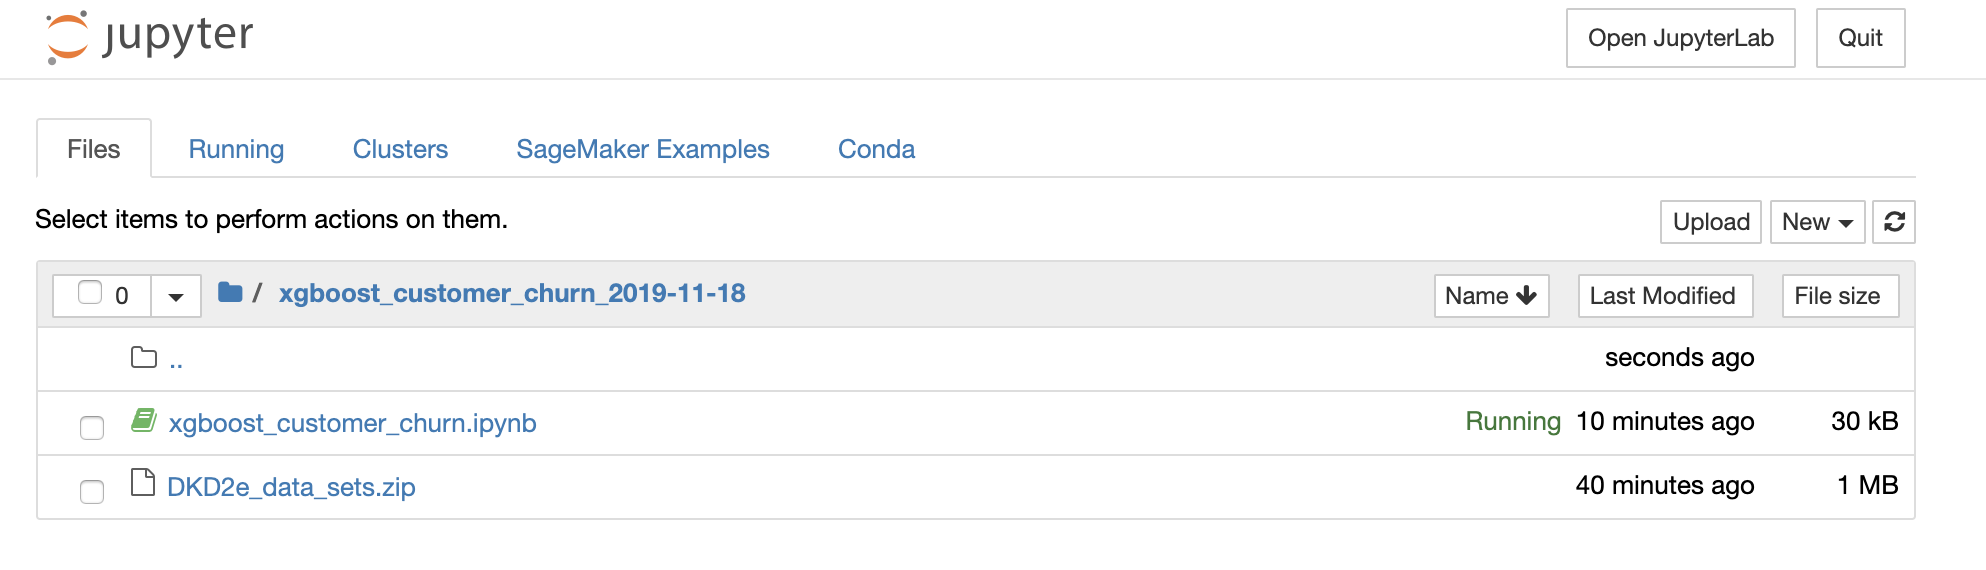 jupyter
Open JupyterLab Quit
Files Running Clusters SageMaker Examples Conda
Select items to perform actions on them.
Upload New
0 / xgboost_customer_churn_2019-11-18 Name Last Modified File size
.. seconds ago
xgboost_customer_churn.ipynb Running 10 minutes ago 30 kB
DKD2e_data_sets.zip 40 minutes ago 1 MB